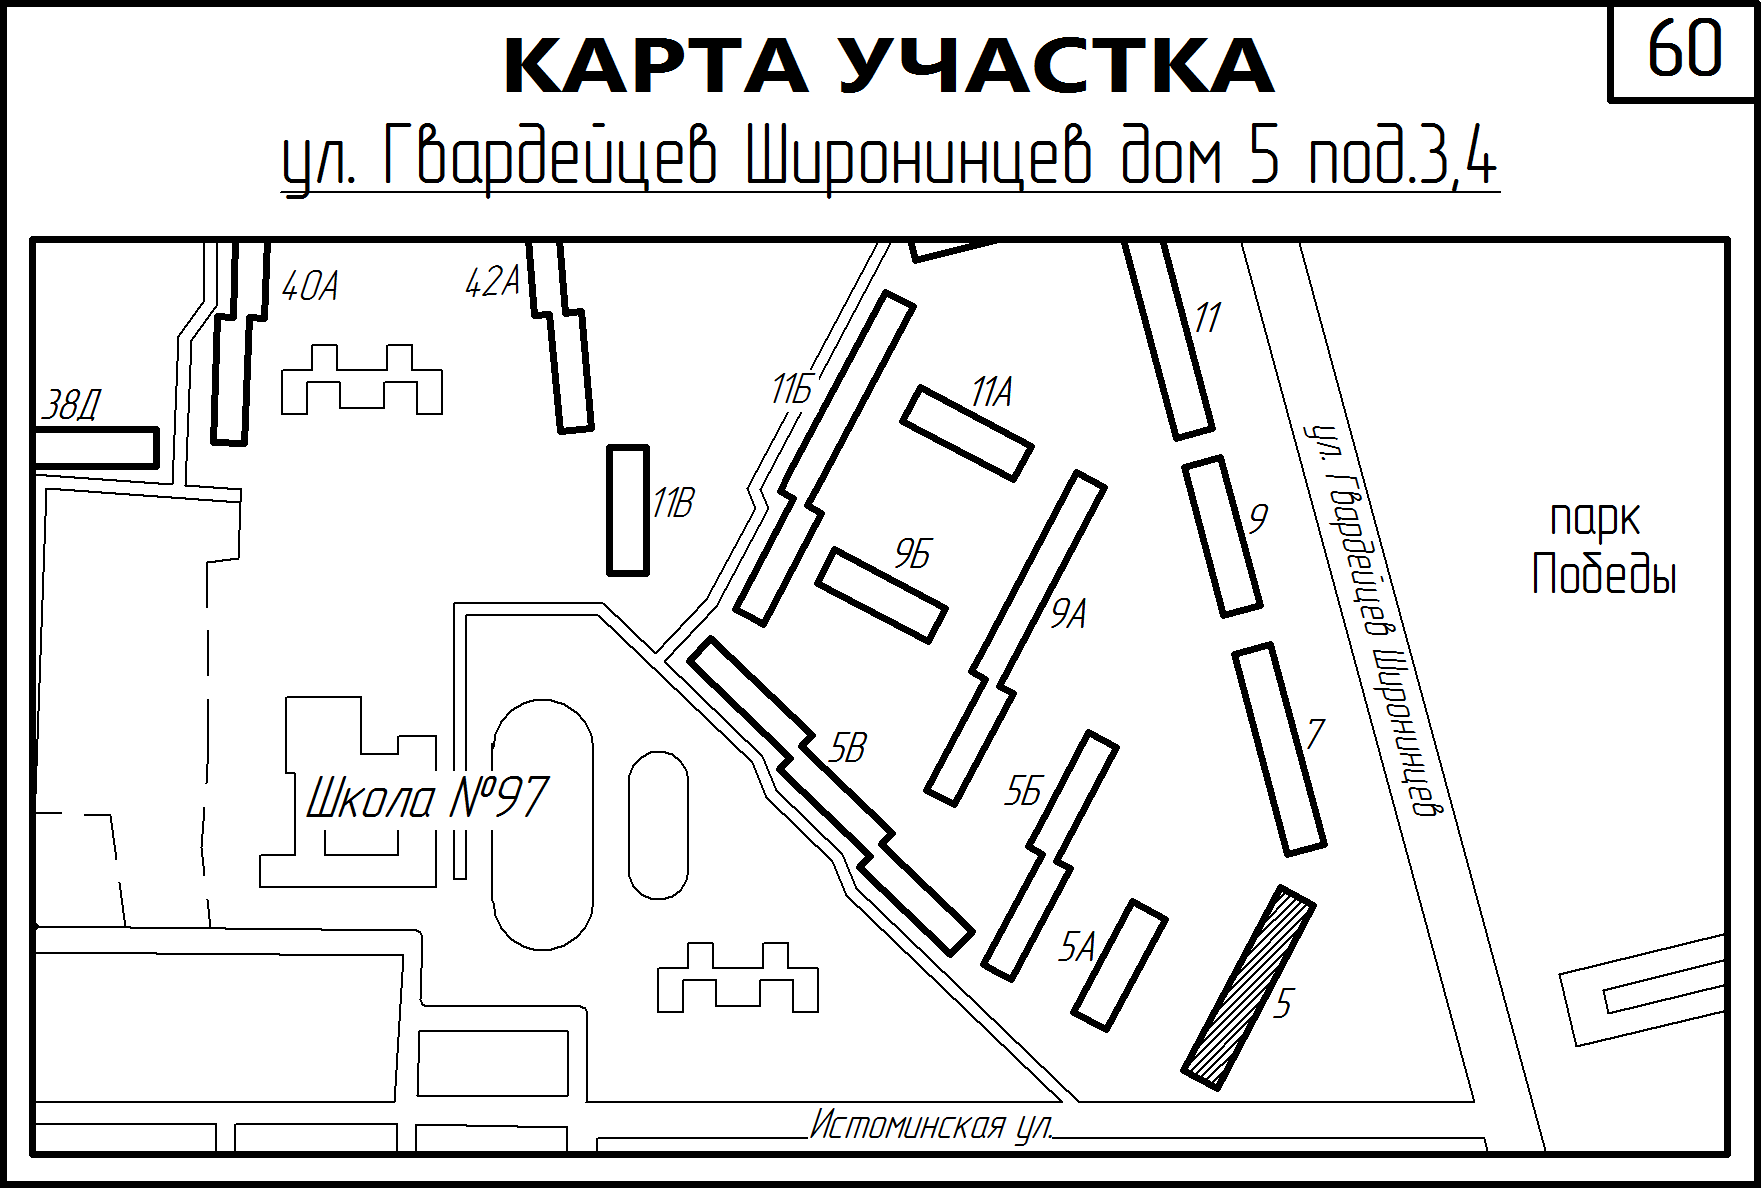 КАРТА УЧАСТКА
60
ул. Гвардейцев Широнинцев дом 5 под.3,4
40А
42А
11
11Б
11А
38Д
11В
9
ул. Гвардейцев Широнинцев
парк
Победы
9Б
9А
7
5В
5Б
Школа №97
5А
5
Истоминская ул.